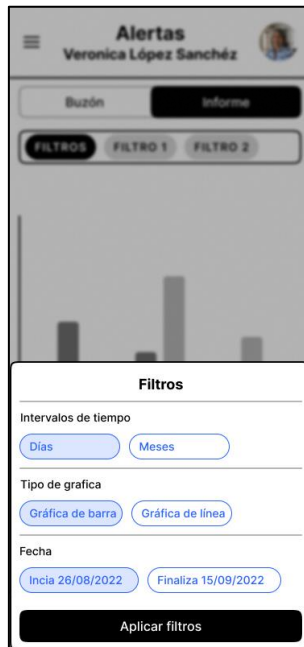 Alertas
Veronica López Sanchéz
Buzón Informe
FILTROS FILTRO 1 FILTRO 2
Filtros
Intervalos de tiempo
Días Meses
Tipo de grafica
Gráfica de barra Gráfica de línea
Fecha
Incia 26/08/2022 Finaliza 15/09/2022
Aplicar filtros